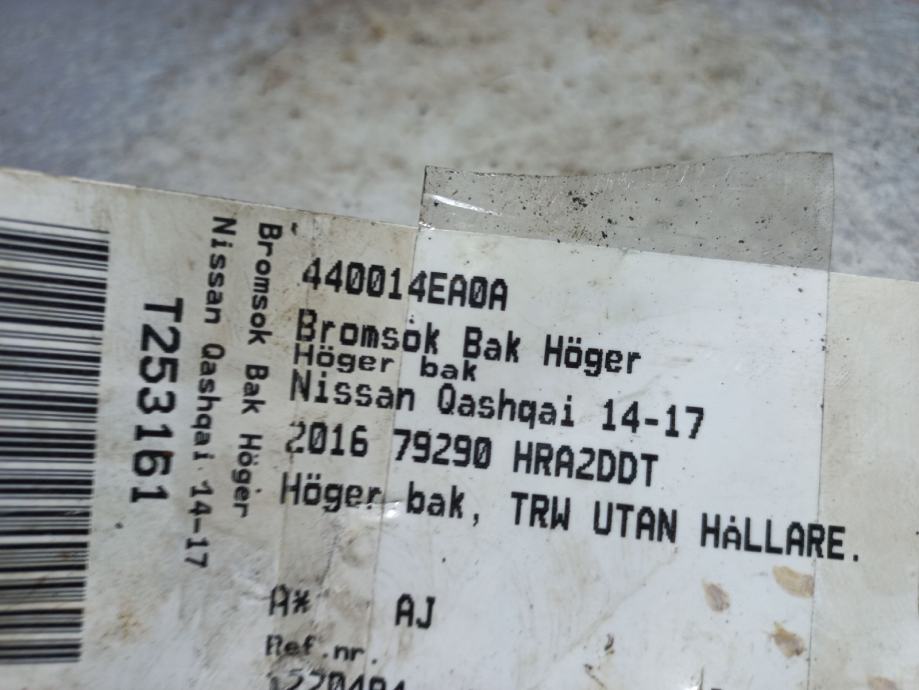 440014EA0A
Bromsok Bak Höger
Höger bak
Nissan Qashqai 14-17
2016 79290 HRA2DDT
Höger bak, TRW UTAN HÅLLARE.
A* AJ
Ref.nr.
Bromsok Bak Höger
Nissan Qashqai 14-17
T253161